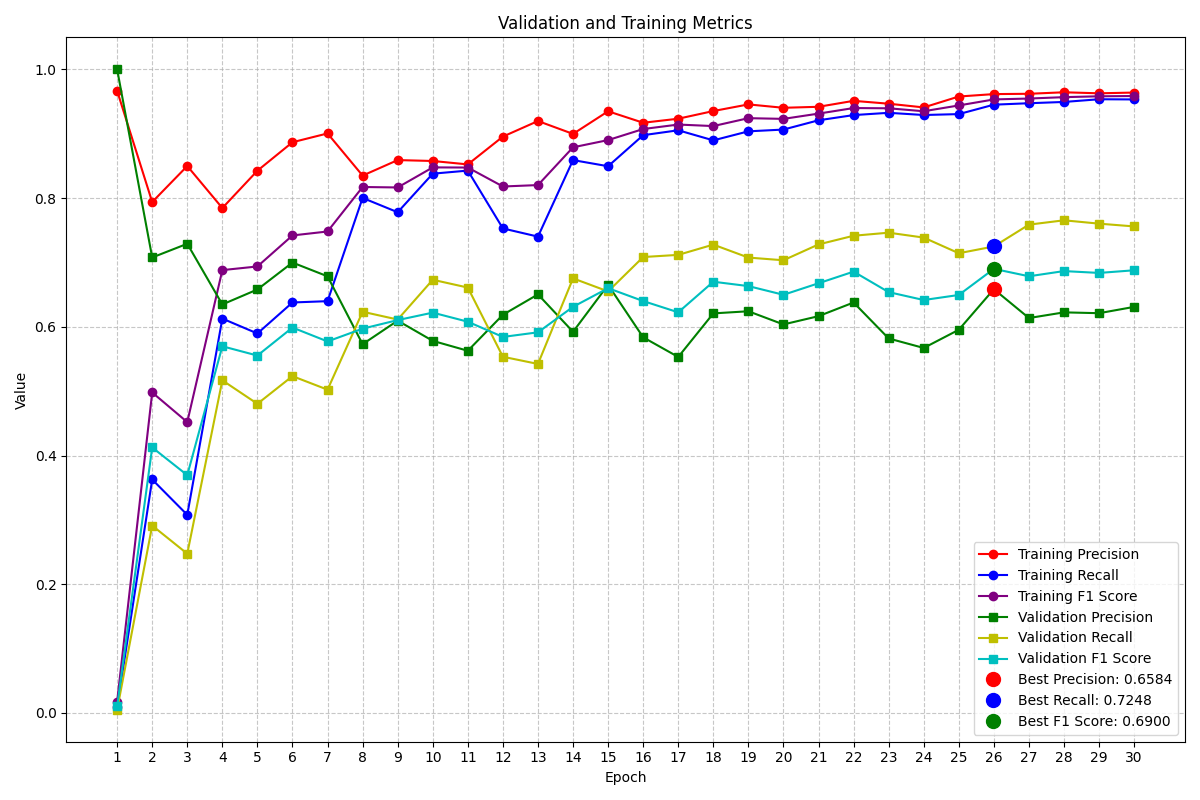 Validation and Training Metrics
Value
1.0
0.8
0.6
0.4
0.2
0.0
Training Precision
Training Recall
Training F1 Score
Validation Precision
Validation Recall
Validation F1 Score
Best Precision: 0.6584
Best Recall: 0.7248
Best F1 Score: 0.6900
1 2 3 4 5 6 7 8 9 10 11 12 13 14 15 16 17 18 19 20 21 22 23 24 25 26 27 28 29 30
Epoch